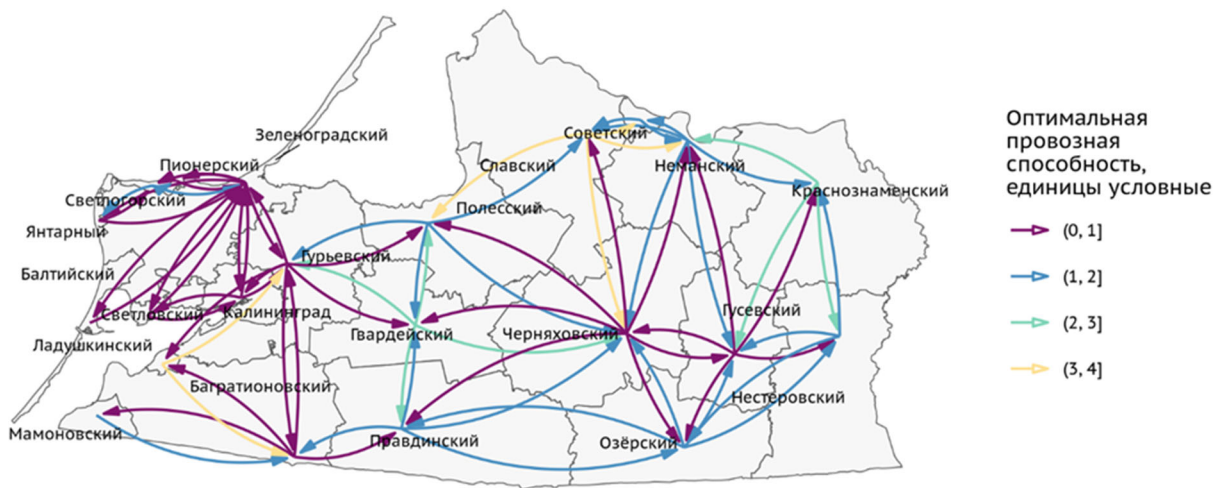 Зеленоградский
Пионерский
Светлогорский
Янтарный
Балтийский
Светловский
Калининград
Ладушкинский
Мамоновский
Багратионовский
Гурьевский
Гвардейский
Правдинский
Полесский
Славский
Советский
Неманский
Краснознаменский
Черняховский
Гусевский
Нестеровский
Озёрский
Оптимальная
провозная
способность,
единицы условные
(0, 1]
(1, 2]
(2, 3]
(3, 4]